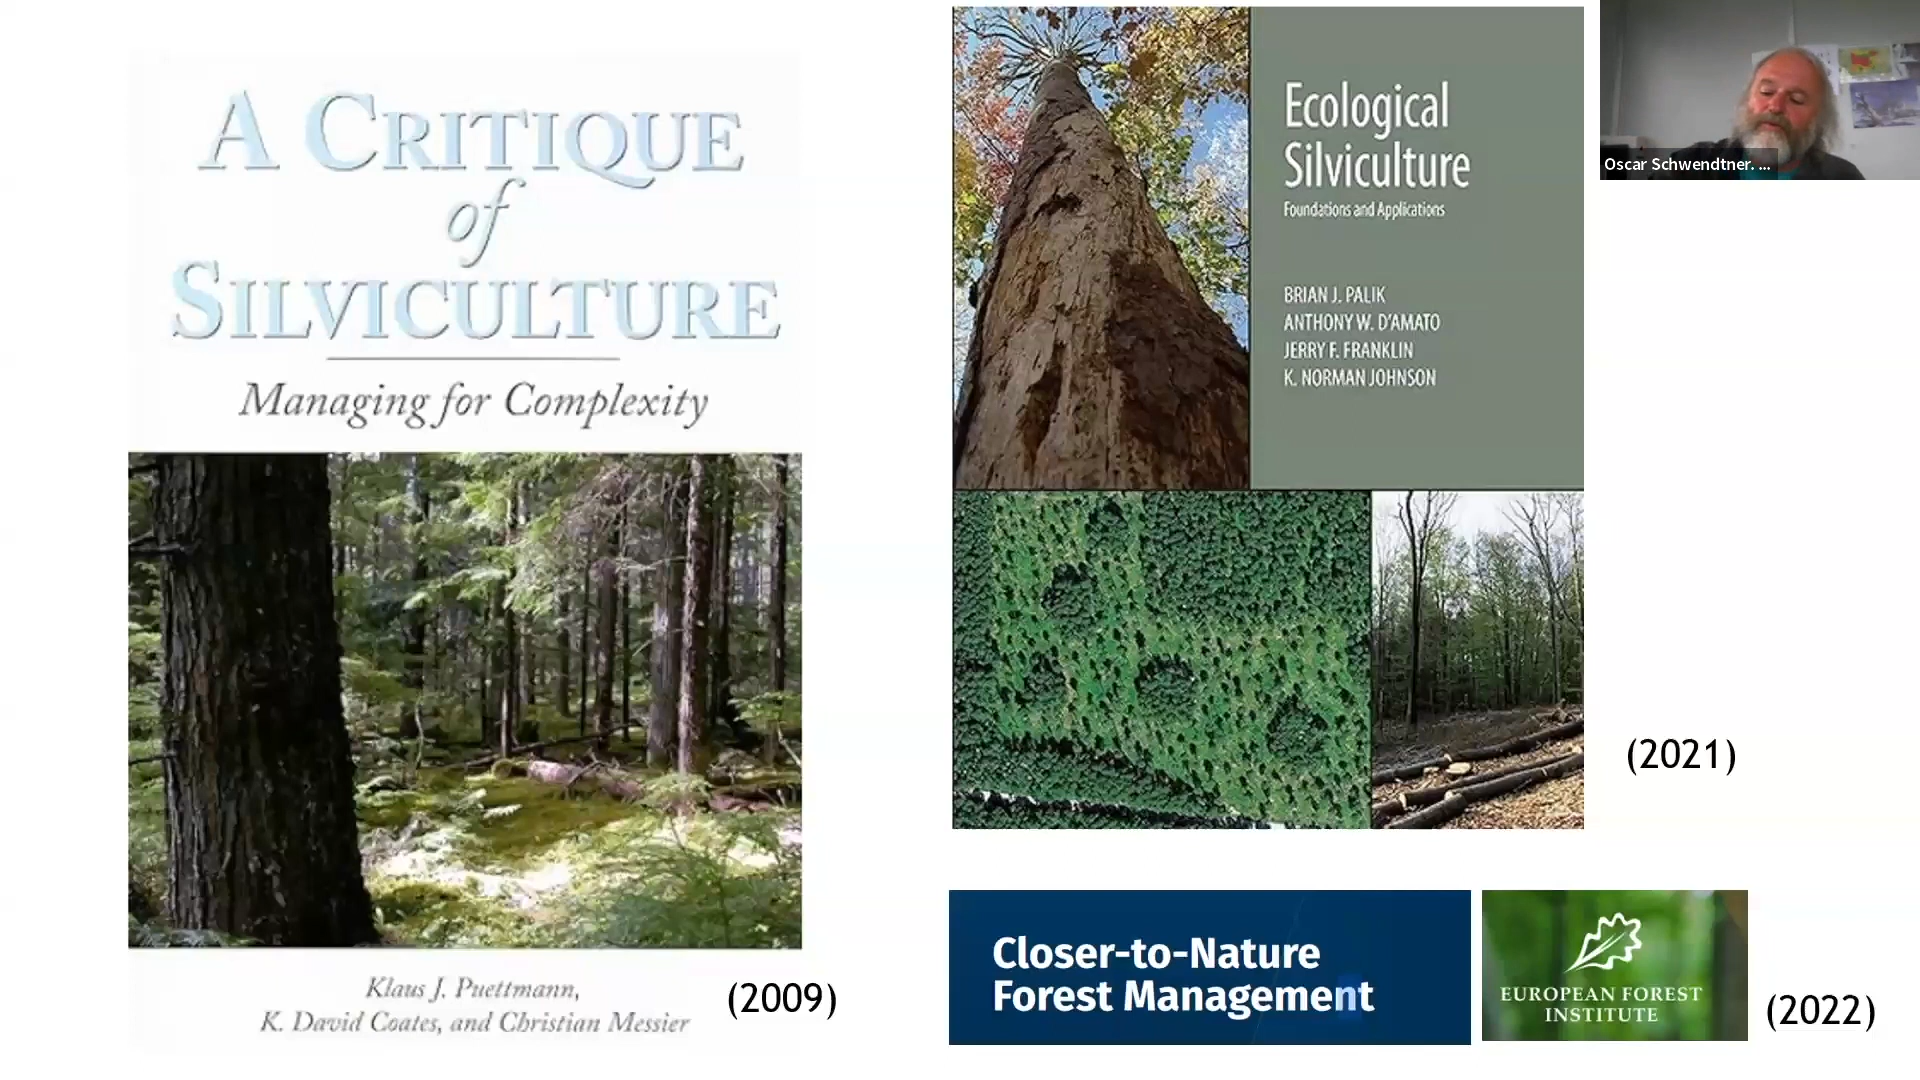 A CRITIQUE
of
SILVICULTURE
Managing for Complexity
Klaus J. Puettmann,
K. David Coates, and Christian Messier
(2009)
Ecological
Silviculture
Foundations and Applications
BRIAN J. PALIK
ANTHONY W. D'AMATO
JERRY F. FRANKLIN
K. NORMAN JOHNSON
(2021)
Closer-to-Nature
Forest Management
EUROPEAN FOREST
INSTITUTE
(2022)
Oscar Schwendtner. ...